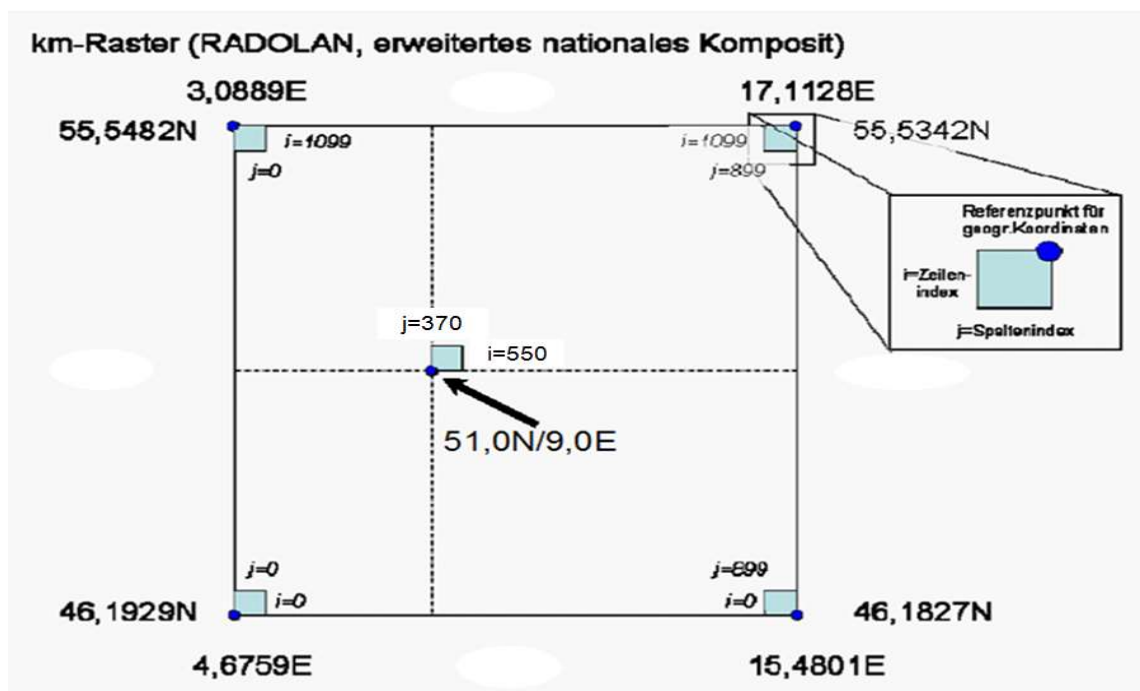 km-Raster (RADOLAN, erweitertes nationales Komposit)
3,0889E
17,1128E
55,5482N
55,5342N
i=1099
j=0
i=1099
j=899
Referenzpunkt für
geogr.Koordinaten
i=Zeilen-
index
j=Spaltenindex
j=370
i=550
51,0N/9,0E
j=0
i=0
j=899
i=0
46,1929N
46,1827N
4,6759E
15,4801E